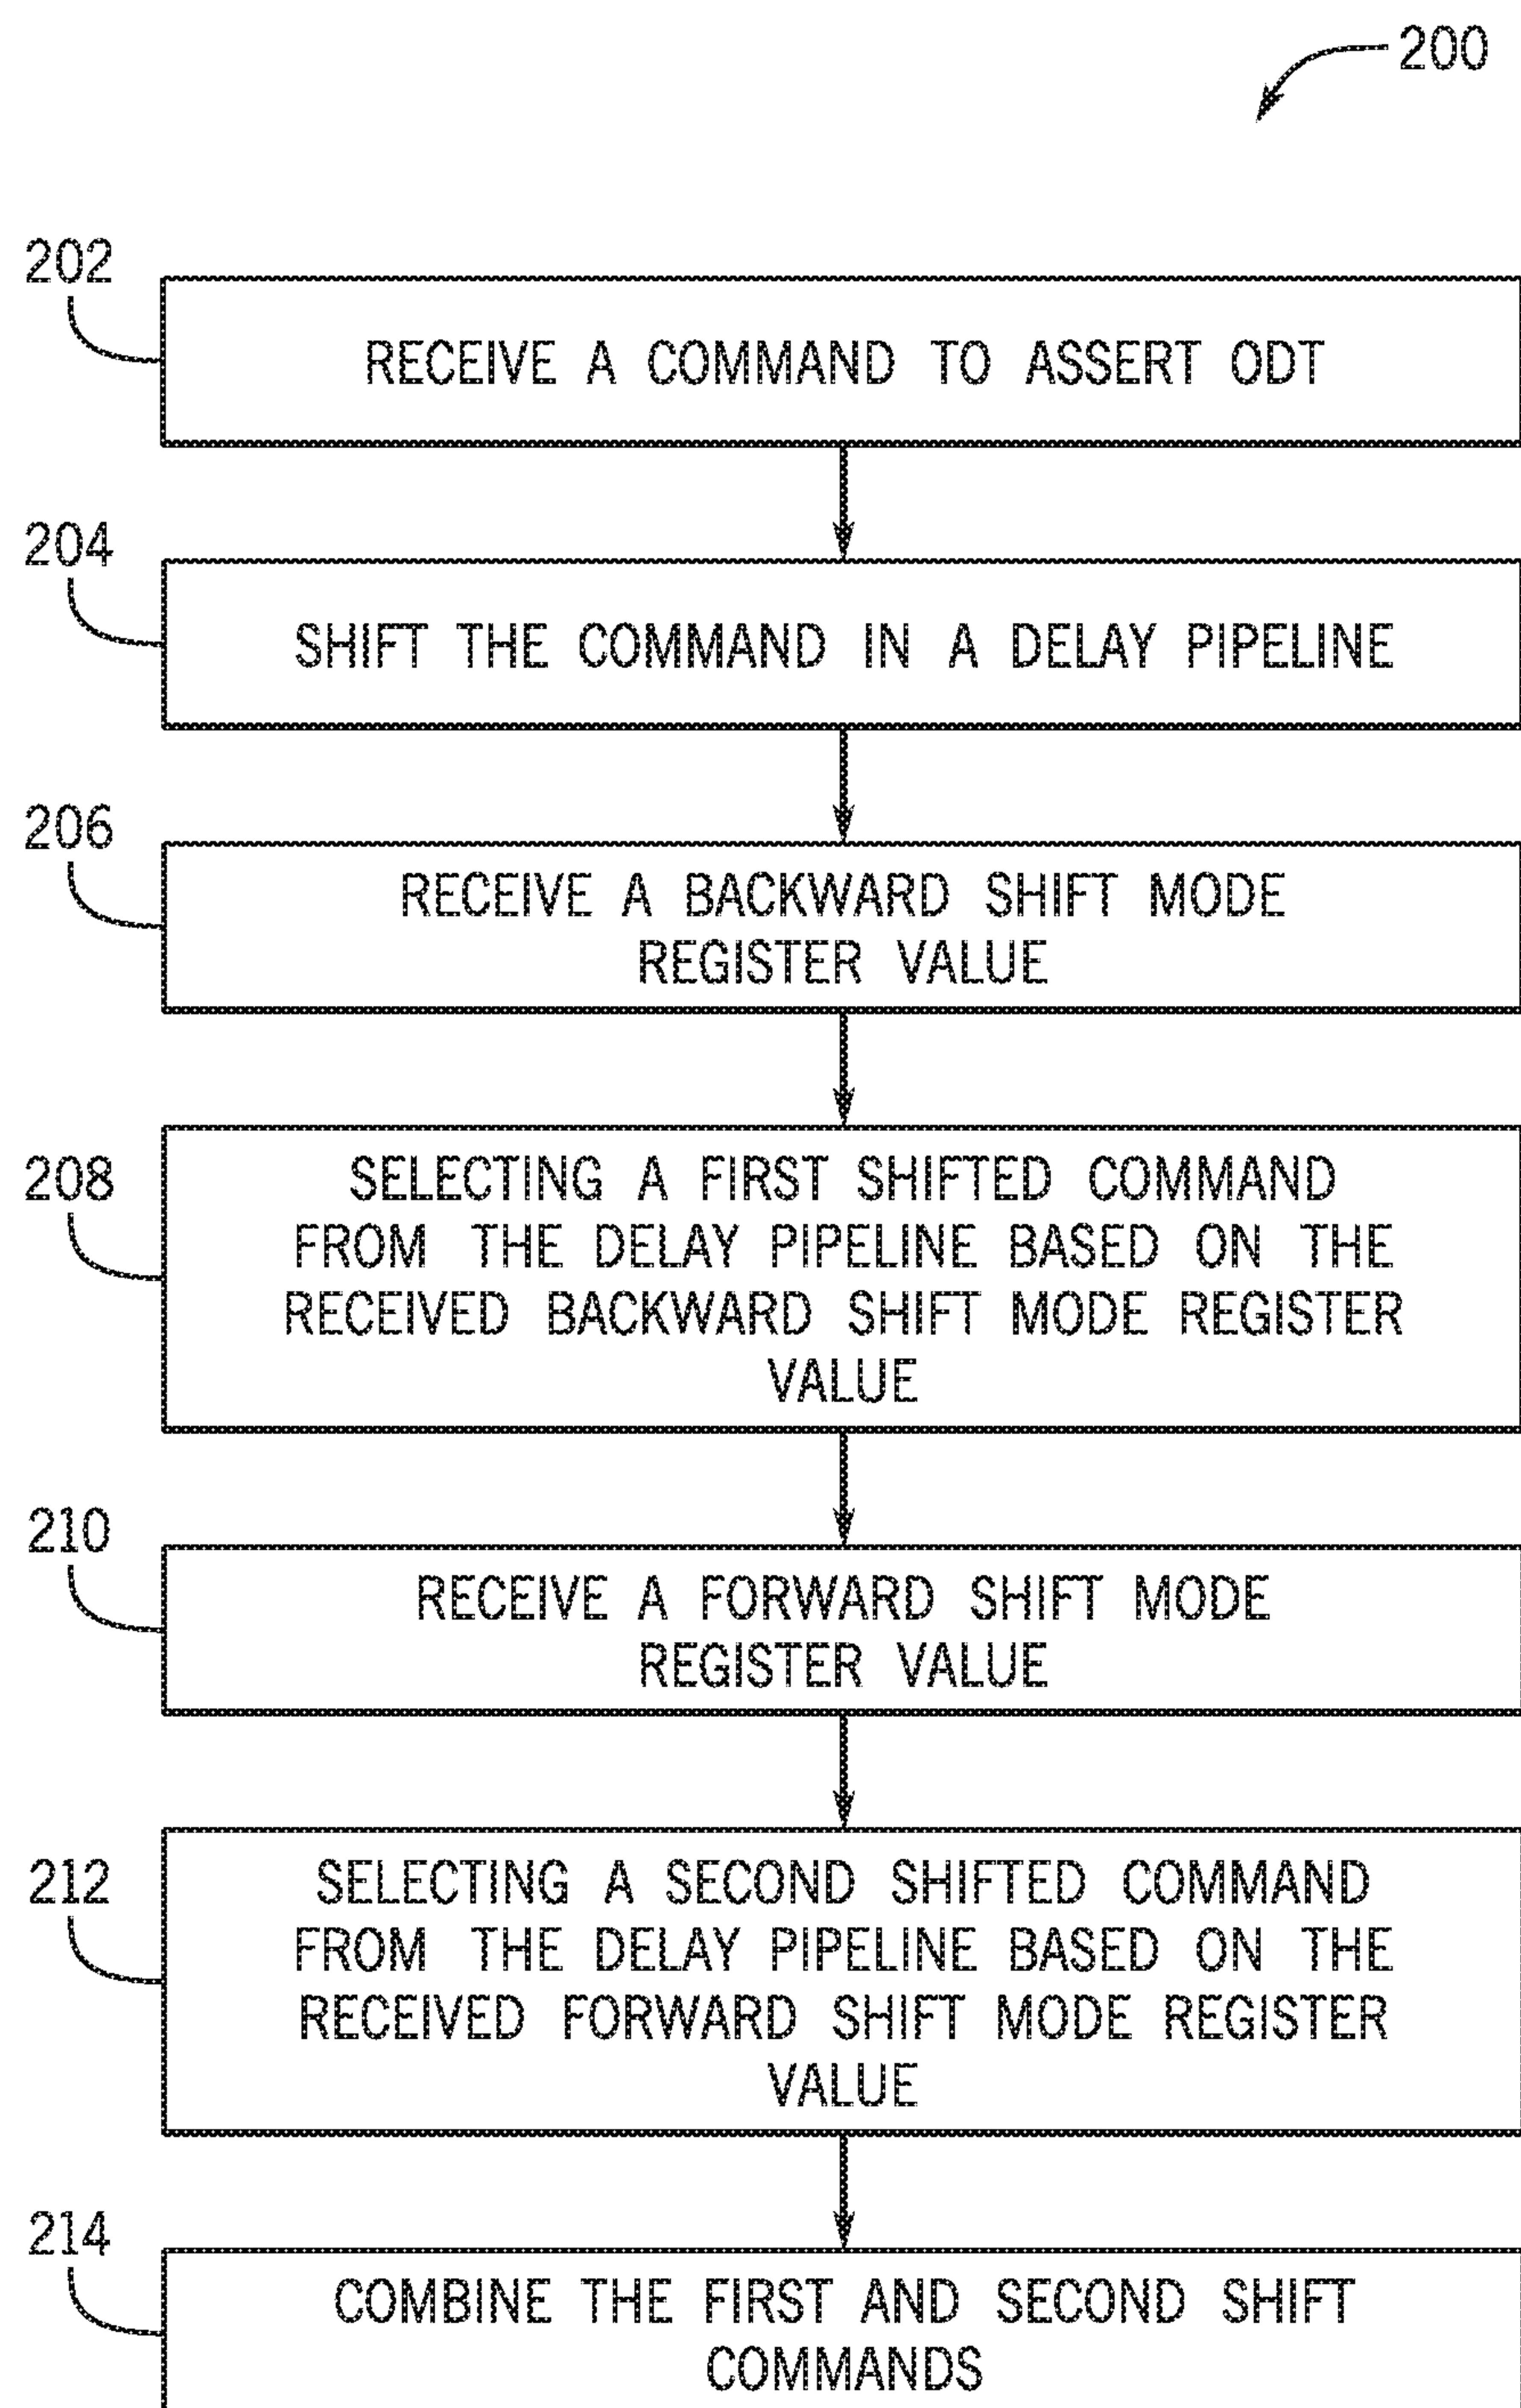 200
202
RECEIVE A COMMAND TO ASSERT ODT
204
SHIFT THE COMMAND IN A DELAY PIPELINE
206
RECEIVE A BACKWARD SHIFT MODE
REGISTER VALUE
208
SELECTING A FIRST SHIFTED COMMAND
FROM THE DELAY PIPELINE BASED ON THE
RECEIVED BACKWARD SHIFT MODE REGISTER
VALUE
210
RECEIVE A FORWARD SHIFT MODE
REGISTER VALUE
212
SELECTING A SECOND SHIFTED COMMAND
FROM THE DELAY PIPELINE BASED ON THE
RECEIVED FORWARD SHIFT MODE REGISTER
VALUE
214
COMBINE THE FIRST AND SECOND SHIFT
COMMANDS